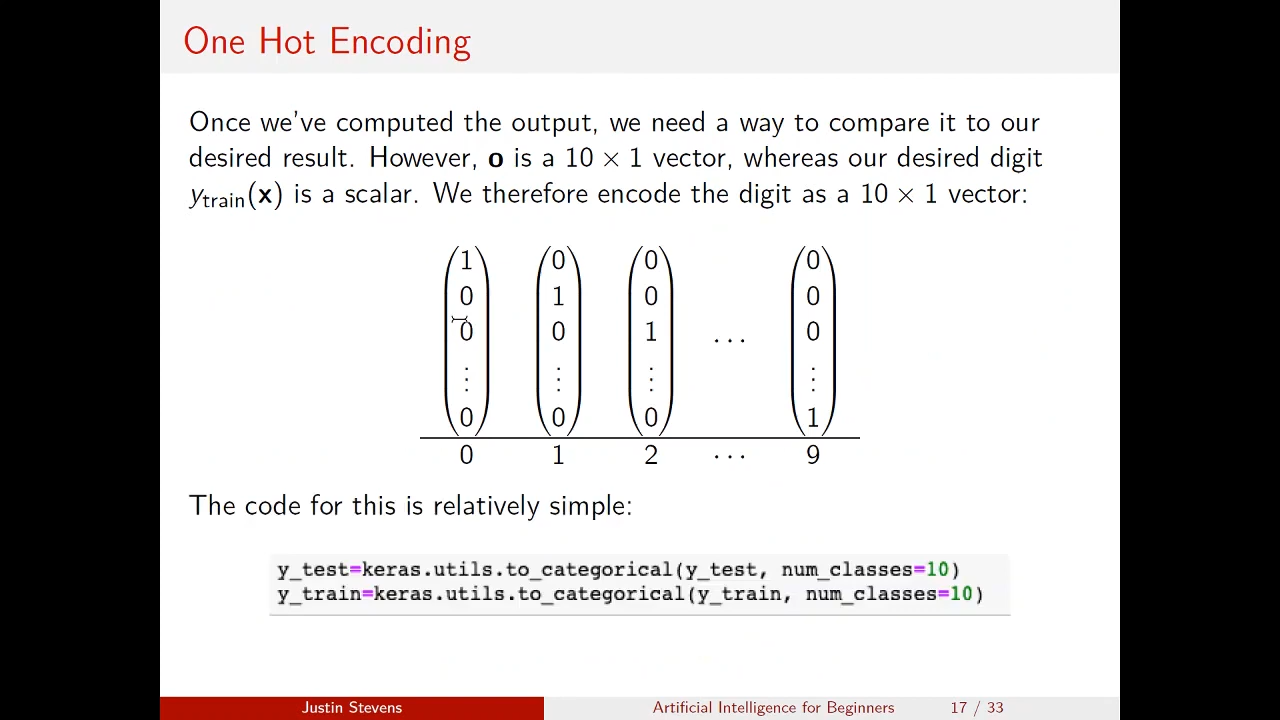 One Hot Encoding
Once we've computed the output, we need a way to compare it to our
desired result. However, o is a 10 × 1 vector, whereas our desired digit
y_train(x) is a scalar. We therefore encode the digit as a 10 × 1 vector:
1 0 0 0
0 1 0 0
0 0 1 ... 0
⋮ ⋮ ⋮ ⋮
0 0 0 1
0 1 2 ... 9
The code for this is relatively simple:
y_test=keras.utils.to_categorical(y_test, num_classes=10)
y_train=keras.utils.to_categorical(y_train, num_classes=10)
Justin Stevens Artificial Intelligence for Beginners 17 / 33